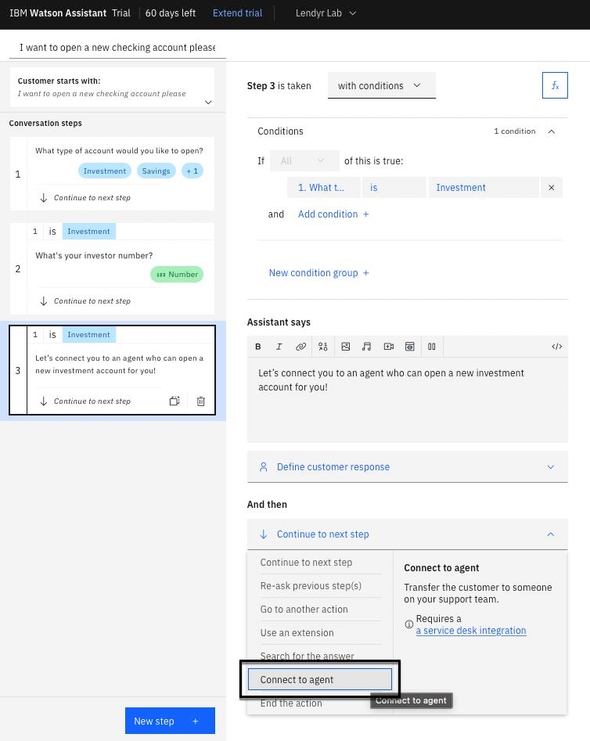 IBM Watson Assistant Trial 60 days left Extend trial Lendyr Lab
I want to open a new checking account please
Customer starts with:
I want to open a new checking account please
Conversation steps
1
What type of account would you like to open?
Investment Savings + 1
Continue to next step
1 is Investment
2
What's your investor number?
123 Number
Continue to next step
1 is Investment
3
Let's connect you to an agent who can open a
new investment account for you!
Continue to next step
New step +
Step 3 is taken with conditions
fx
Conditions 1 condition
If All of this is true:
1. What t... is Investment ×
and Add condition +
New condition group +
Assistant says
B I </>
Let's connect you to an agent who can open a new investment
account for you!
Define customer response
And then
Continue to next step
Continue to next step
Re-ask previous step(s)
Go to another action
Use an extension
Search for the answer
Connect to agent
End the action
Connect to agent
Transfer the customer to someone
on your support team.
Requires a
a service desk integration
Connect to agent